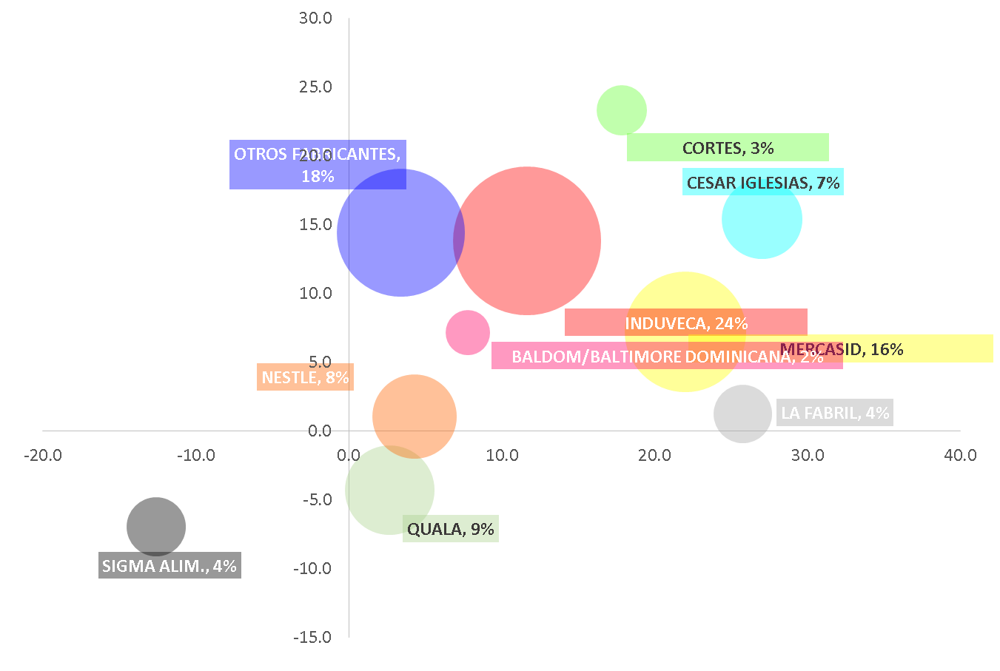 30.0
25.0
CORTES, 3%
OTROS FABRICANTES,
20.0
18%
CESAR IGLESIAS, 7%
15.0
10.0
INDUVECA, 24%
MERCASID, 16%
BALDOM/BALTIMORE DOMINICANA, 2%
5.0
NESTLE, 8%
LA FABRIL, 4%
0.0
-20.0
-10.0
0.0
10.0
20.0
30.0
40.0
-5.0
QUALA, 9%
-10.0
SIGMA ALIM., 4%
-15.0